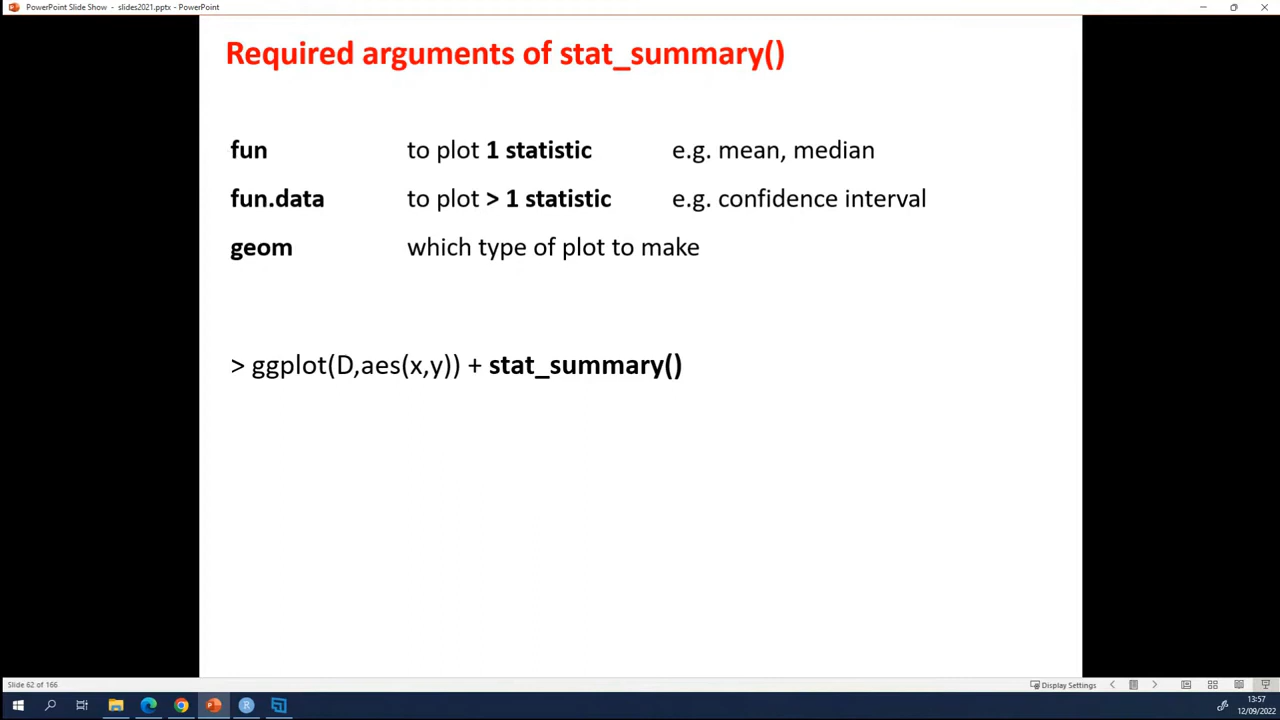 PowerPoint Slide Show - slides2021.pptx - PowerPoint
Required arguments of stat_summary()
fun to plot 1 statistic e.g. mean, median
fun.data to plot > 1 statistic e.g. confidence interval
geom which type of plot to make
> ggplot(D,aes(x,y)) + stat_summary()
Slide 62 of 166
Display Settings
13:57
12/09/2022